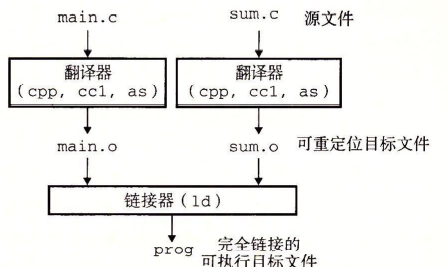 main.c
sum.c
源文件
翻译器
(cpp, cc1, as)
翻译器
(cpp, cc1, as)
main.o
sum.o
可重定位目标文件
链接器(ld)
prog
完全链接的
可执行目标文件